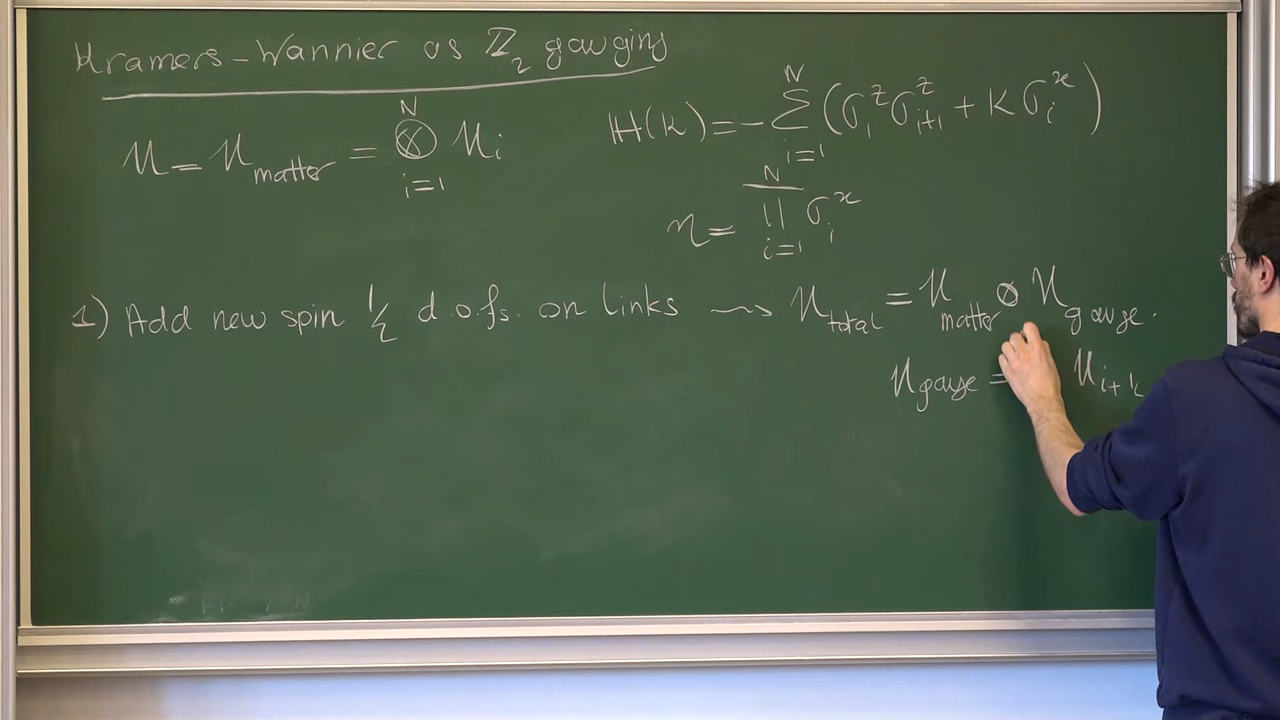 Kramers-Wannier as ℤ₂ gauging
ℋ = ℋ_matter = ⊗_{i=1}^{N} ℋ_i
H(k) = -∑_{i=1}^{N} (σ_i^z σ_{i+1}^z + K σ_i^x)
η = ∏_{i=1}^{N} σ_i^x
1) Add new spin ½ d.o.fs. on links ⇝ ℋ_total = ℋ_matter ⊗ ℋ_gauge.
ℋ_gauge = ℋ_{i+½}